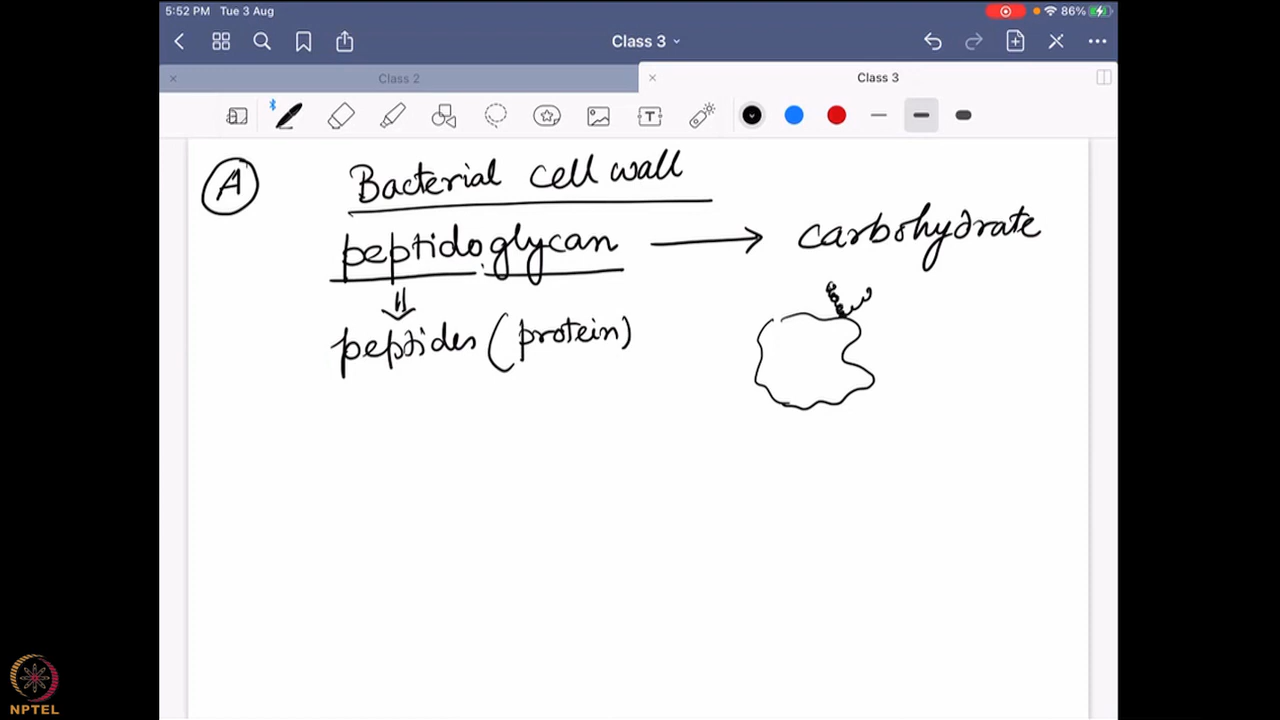 5:52 PM Tue 3 Aug
86%
Class 3
Class 2
Class 3
T
A
Bacterial cell wall
peptidoglycan → carbohydrate
⇓
peptides (protein)
NPTEL